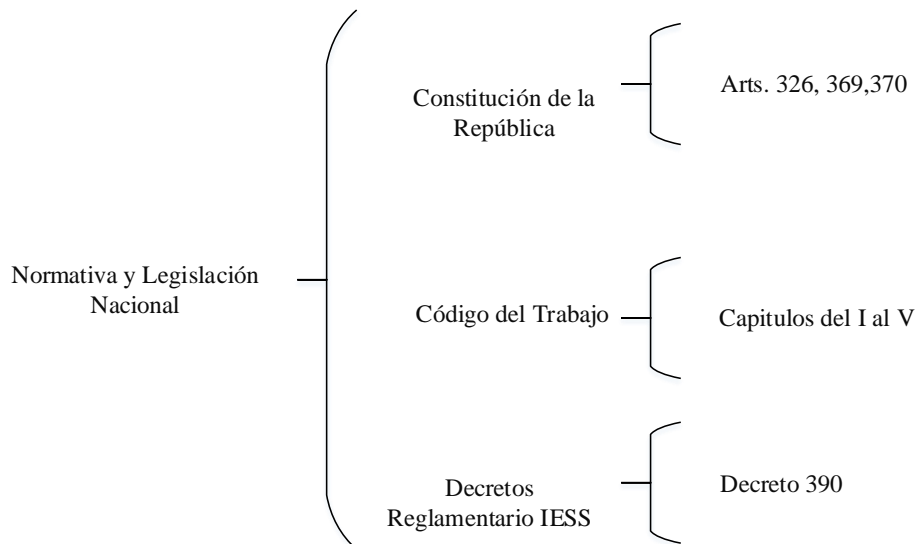 Normativa y Legislación
Nacional
Constitución de la
República
Arts. 326, 369,370
Código del Trabajo
Capitulos del I al V
Decretos
Reglamentario IESS
Decreto 390